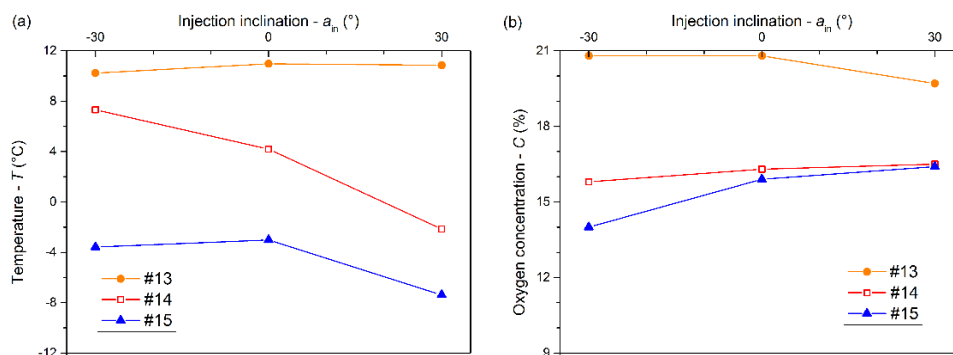 (a)
Injection inclination - a_in (°)
-30 0 30
12
8
4
0
-4
-8
-12
Temperature - T (°C)
#13
#14
#15
(b)
Injection inclination - a_in (°)
-30 0 30
21
18
15
12
9
Oxygen concentration - C (%)
#13
#14
#15